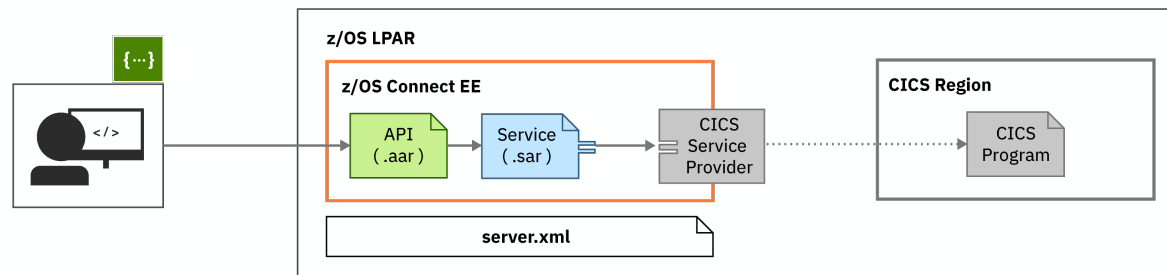 z/OS LPAR
{...}
z/OS Connect EE
CICS Region
</>
API
( .aar )
Service
( .sar )
CICS
Service
Provider
CICS
Program
server.xml